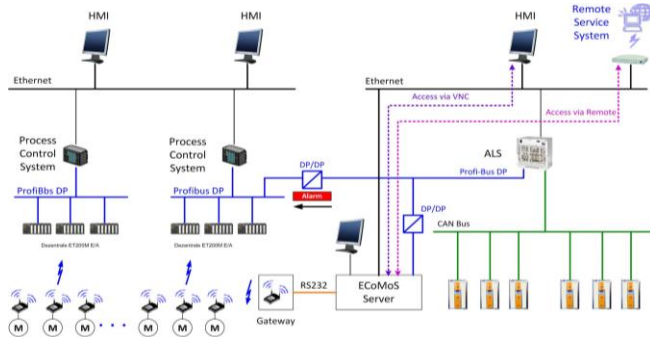 HMI
HMI
HMI
Remote
Service
System
Ethernet
Ethernet
Access via VNC
Access via Remote
Process
Control
System
Process
Control
System
ALS
DP/DP
Profi-Bus DP
ProfiBbs DP
Profibus DP
Alarm
DP/DP
CAN Bus
Dezentrale ET200M E/A
Dezentrale ET200M E/A
RS232
ECoMoS
Server
Gateway
M
M
M
M
M
M